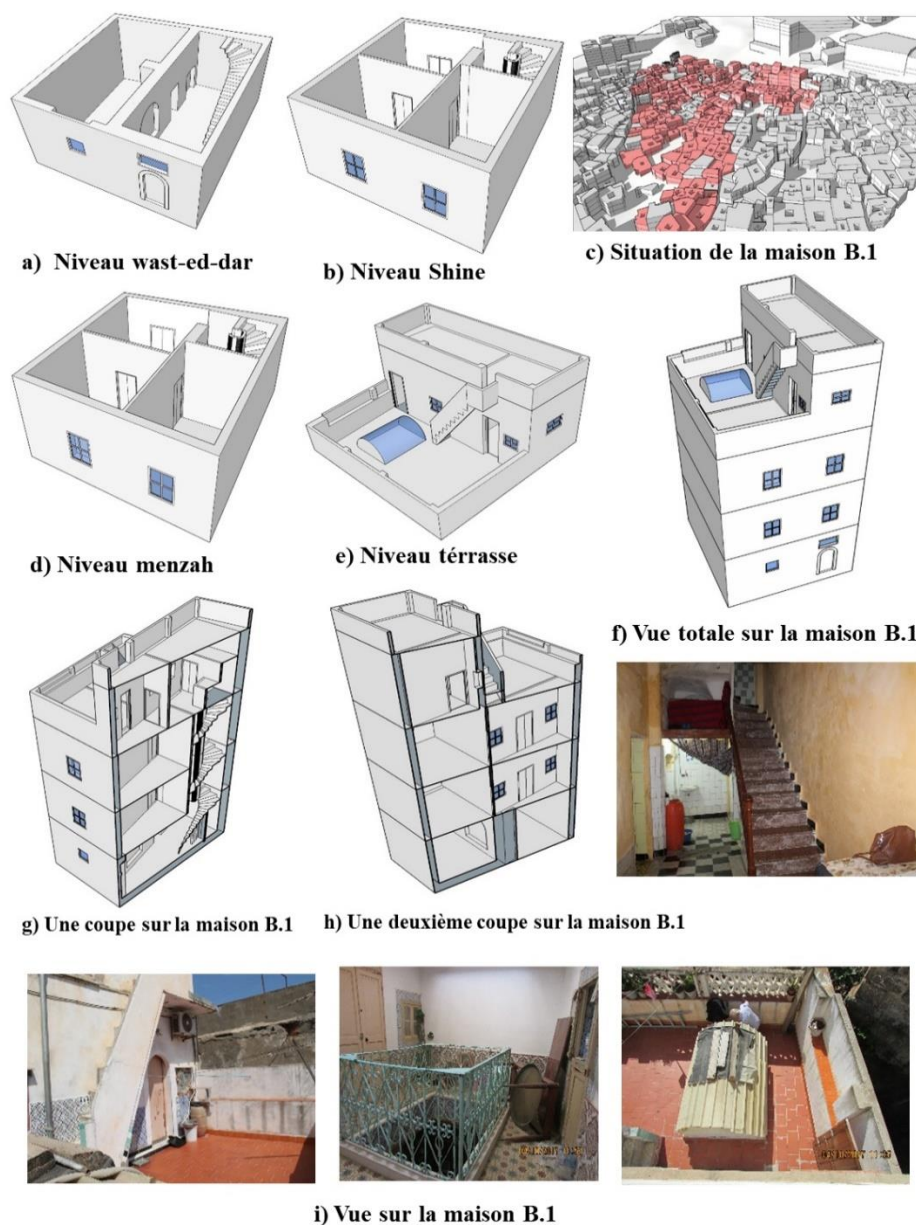 a) Niveau wast-ed-dar
b) Niveau Shine
c) Situation de la maison B.1
d) Niveau menzah
e) Niveau térrasse
f) Vue totale sur la maison B.1
g) Une coupe sur la maison B.1
h) Une deuxième coupe sur la maison B.1
i) Vue sur la maison B.1